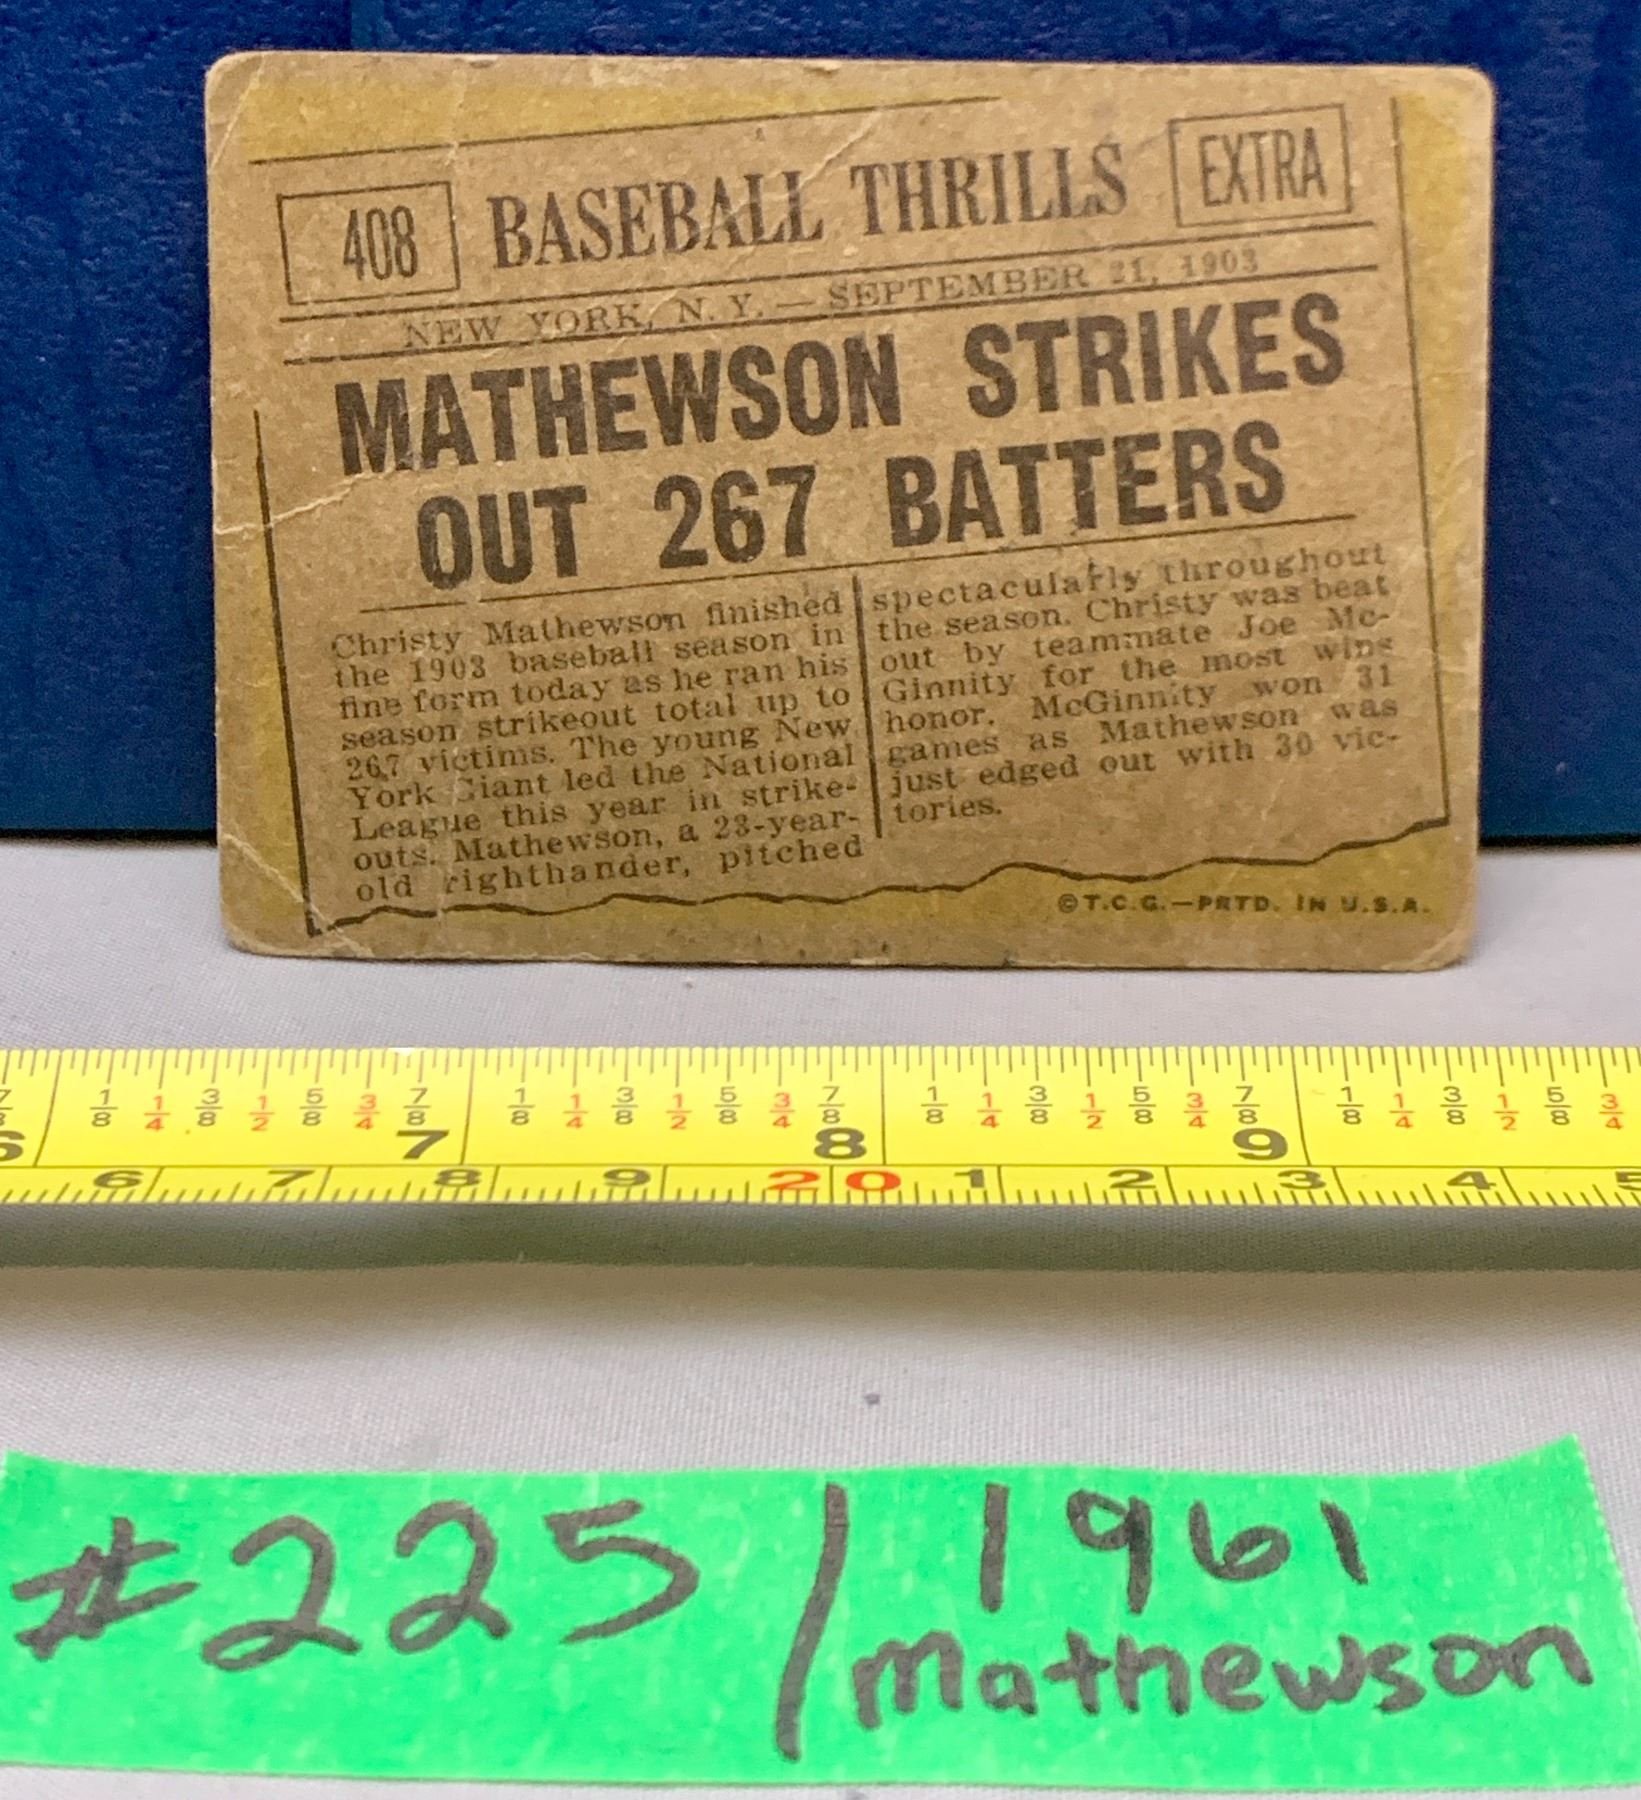 408 BASEBALL THRILLS EXTRA
NEW YORK, N. Y. — SEPTEMBER 21, 1903
MATHEWSON STRIKES
OUT 267 BATTERS
Christy Mathewson finished
the 1903 baseball season in
fine form today as he ran his
season strikeout total up to
267 victims. The young New
York Giant led the National
League this year in strike-
outs. Mathewson, a 23-year-
old righthander, pitched
spectacularly throughout
the season. Christy was beat
out by teammate Joe Mc-
Ginnity for the most wins
honor. McGinnity won 31
games as Mathewson was
just edged out with 30 vic-
tories.
©T.C.G.—PRTD. IN U.S.A.
7/8 1/8 1/4 3/8 1/2 5/8 3/4 7/8 1/8 1/4 3/8 1/2 5/8 3/4 7/8 1/8 1/4 3/8 1/2 5/8 3/4 7/8 1/8 1/4 3/8 1/2 5/8 3/4
6 7 8 9
6 7 8 9 20 1 2 3 4 5
#225 / 1961
Mathewson